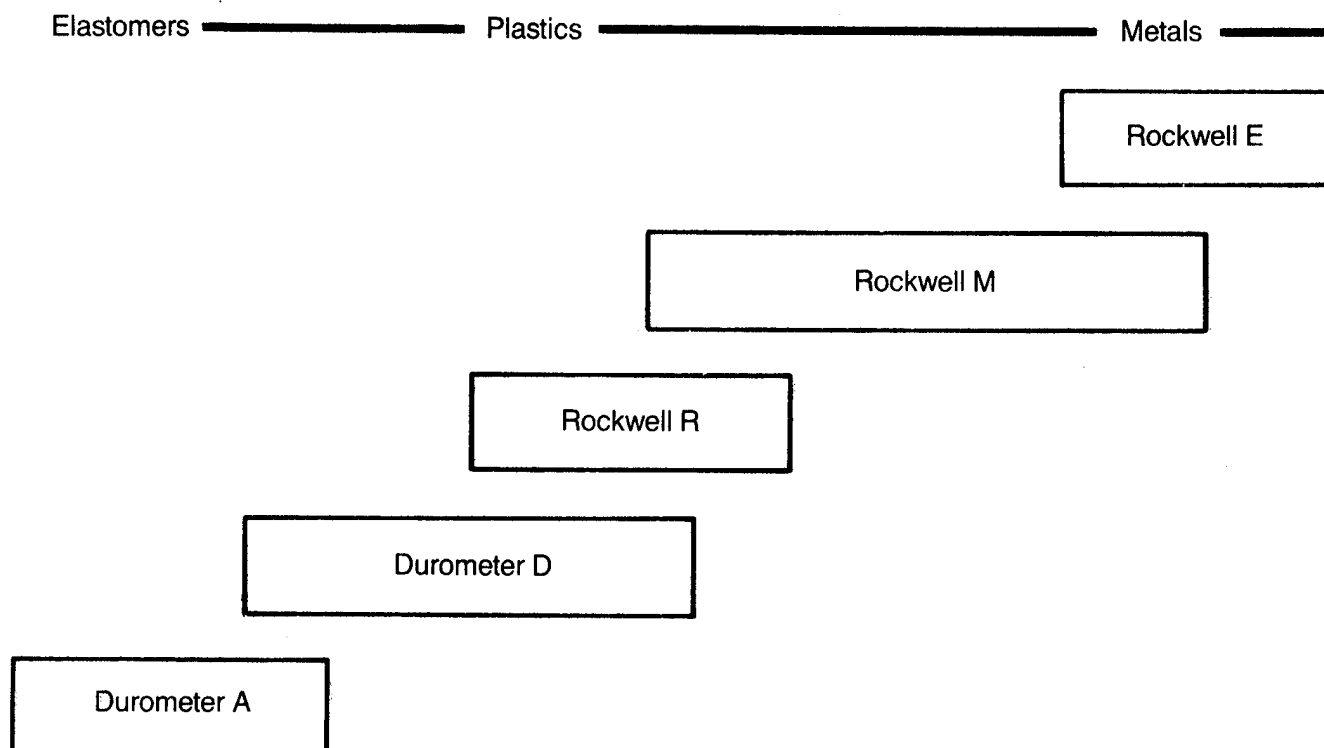 Elastomers Plastics Metals
Rockwell E
Rockwell M
Rockwell R
Durometer D
Durometer A